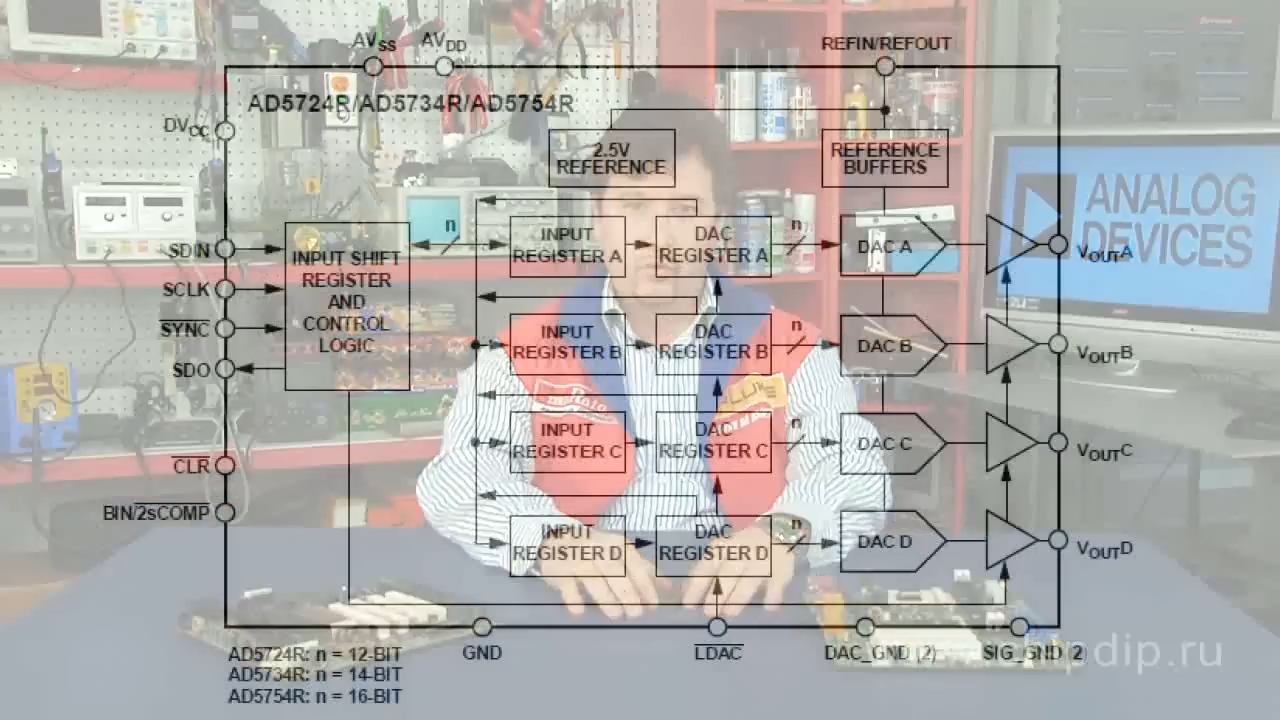 AVSS AVDD
REFIN/REFOUT
AD5724R/AD5734R/AD5754R
DVCC
2.5V
REFERENCE
REFERENCE
BUFFERS
ANALOG
DEVICES
SDIN
SCLK
SYNC
SDO
CLR
BIN/2sCOMP
INPUT SHIFT
REGISTER
AND
CONTROL
LOGIC
n
INPUT
REGISTER A
DAC
REGISTER A
n
DAC A
VOUTA
INPUT
REGISTER B
DAC
REGISTER B
n
DAC B
VOUTB
INPUT
REGISTER C
DAC
REGISTER C
n
DAC C
VOUTC
INPUT
REGISTER D
DAC
REGISTER D
n
DAC D
VOUTD
GND
LDAC
DAC_GND (2)
SIG_GND (2
AD5724R: n = 12-BIT
AD5734R: n = 14-BIT
AD5754R: n = 16-BIT